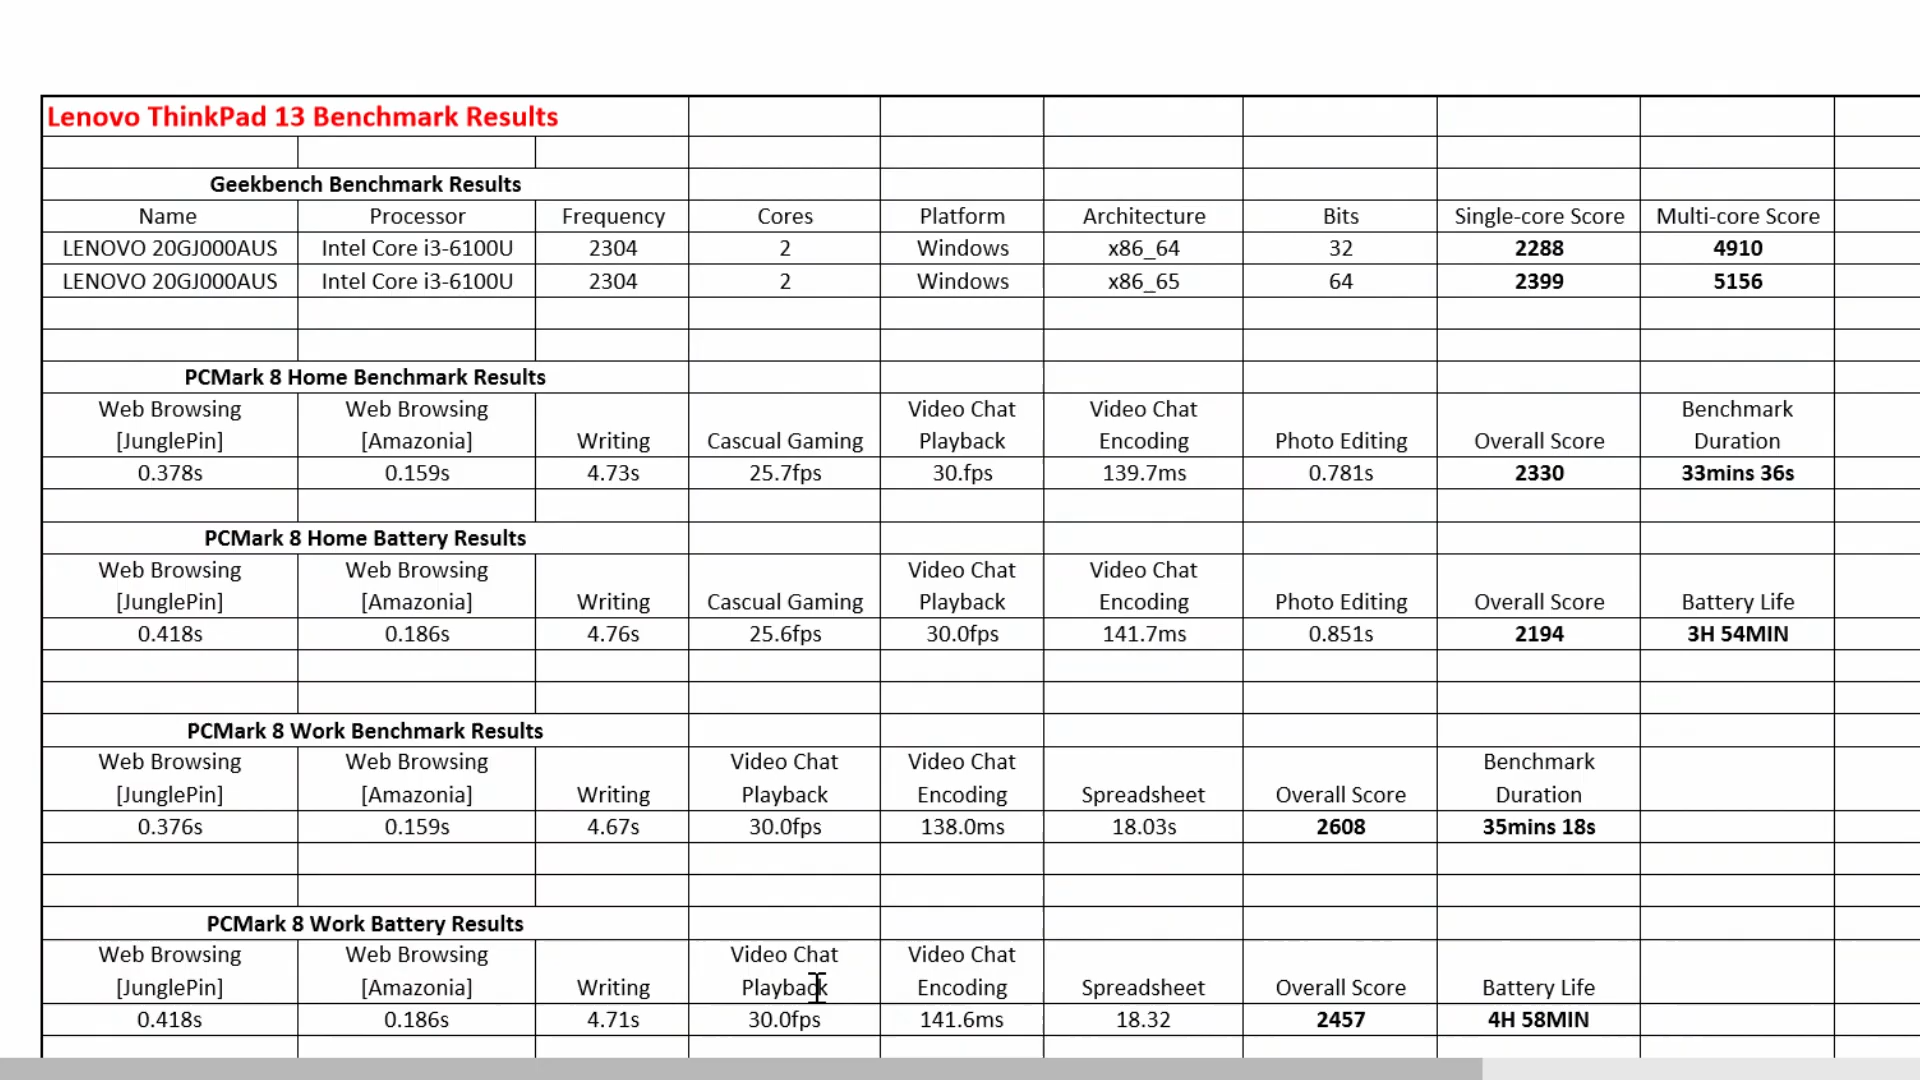 Lenovo ThinkPad 13 Benchmark Results
Geekbench Benchmark Results
Name Processor Frequency Cores Platform Architecture Bits Single-core Score Multi-core Score
LENOVO 20GJ000AUS Intel Core i3-6100U 2304 2 Windows x86_64 32 2288 4910
LENOVO 20GJ000AUS Intel Core i3-6100U 2304 2 Windows x86_65 64 2399 5156
PCMark 8 Home Benchmark Results
Web Browsing Web Browsing Video Chat Video Chat Benchmark
[JunglePin] [Amazonia] Writing Cascual Gaming Playback Encoding Photo Editing Overall Score Duration
0.378s 0.159s 4.73s 25.7fps 30.fps 139.7ms 0.781s 2330 33mins 36s
PCMark 8 Home Battery Results
Web Browsing Web Browsing Video Chat Video Chat
[JunglePin] [Amazonia] Writing Cascual Gaming Playback Encoding Photo Editing Overall Score Battery Life
0.418s 0.186s 4.76s 25.6fps 30.0fps 141.7ms 0.851s 2194 3H 54MIN
PCMark 8 Work Benchmark Results
Web Browsing Web Browsing Video Chat Video Chat Benchmark
[JunglePin] [Amazonia] Writing Playback Encoding Spreadsheet Overall Score Duration
0.376s 0.159s 4.67s 30.0fps 138.0ms 18.03s 2608 35mins 18s
PCMark 8 Work Battery Results
Web Browsing Web Browsing Video Chat Video Chat
[JunglePin] [Amazonia] Writing Playback Encoding Spreadsheet Overall Score Battery Life
0.418s 0.186s 4.71s 30.0fps 141.6ms 18.32 2457 4H 58MIN